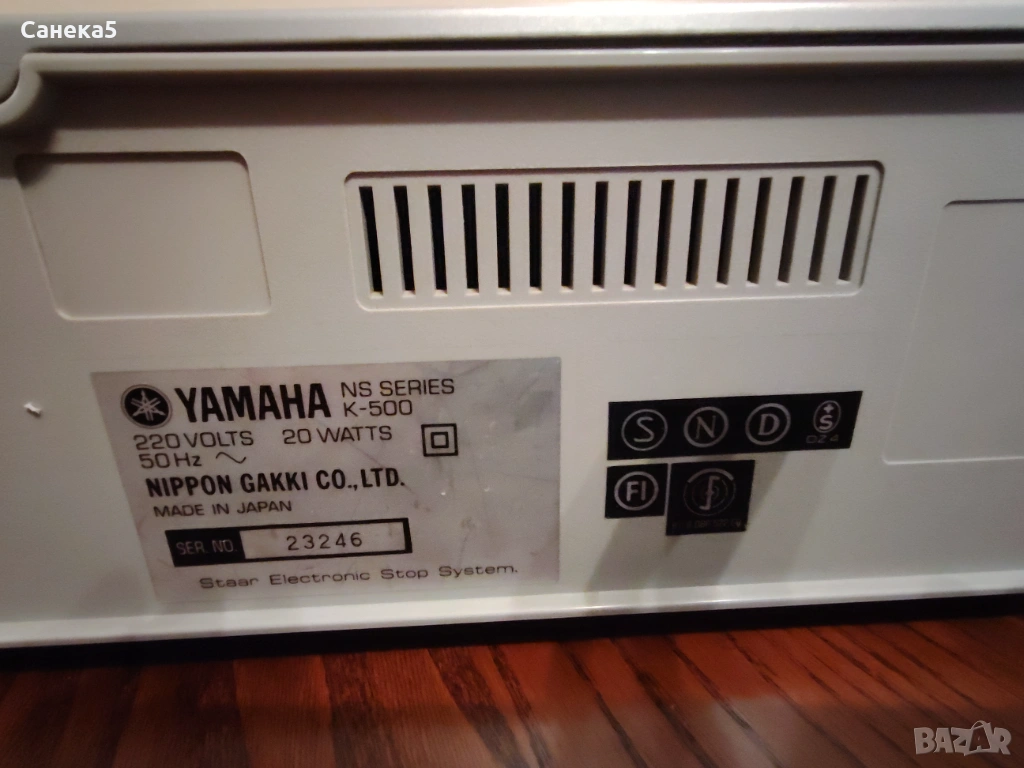 Санека5
YAMAHA NS SERIES
K-500
220 VOLTS 20 WATTS
50 Hz ~
NIPPON GAKKI CO., LTD.
MADE IN JAPAN
SER. NO. 23246
Staar Electronic Stop System.
S N D +S
DZ4
FI
BAZAR